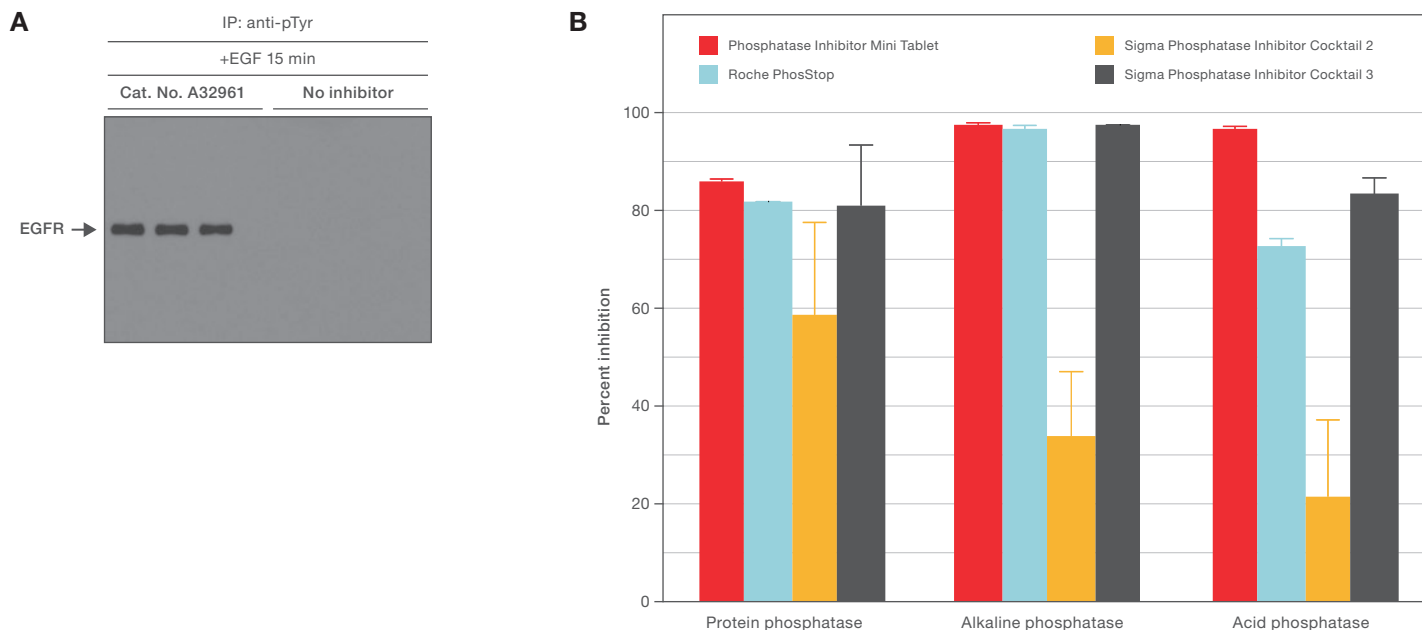 A
IP: anti-pTyr
+EGF 15 min
Cat. No. A32961 No inhibitor
EGFR
B
Phosphatase Inhibitor Mini Tablet
Roche PhosStop
Sigma Phosphatase Inhibitor Cocktail 2
Sigma Phosphatase Inhibitor Cocktail 3
Percent inhibition
100
80
60
40
20
0
Protein phosphatase Alkaline phosphatase Acid phosphatase